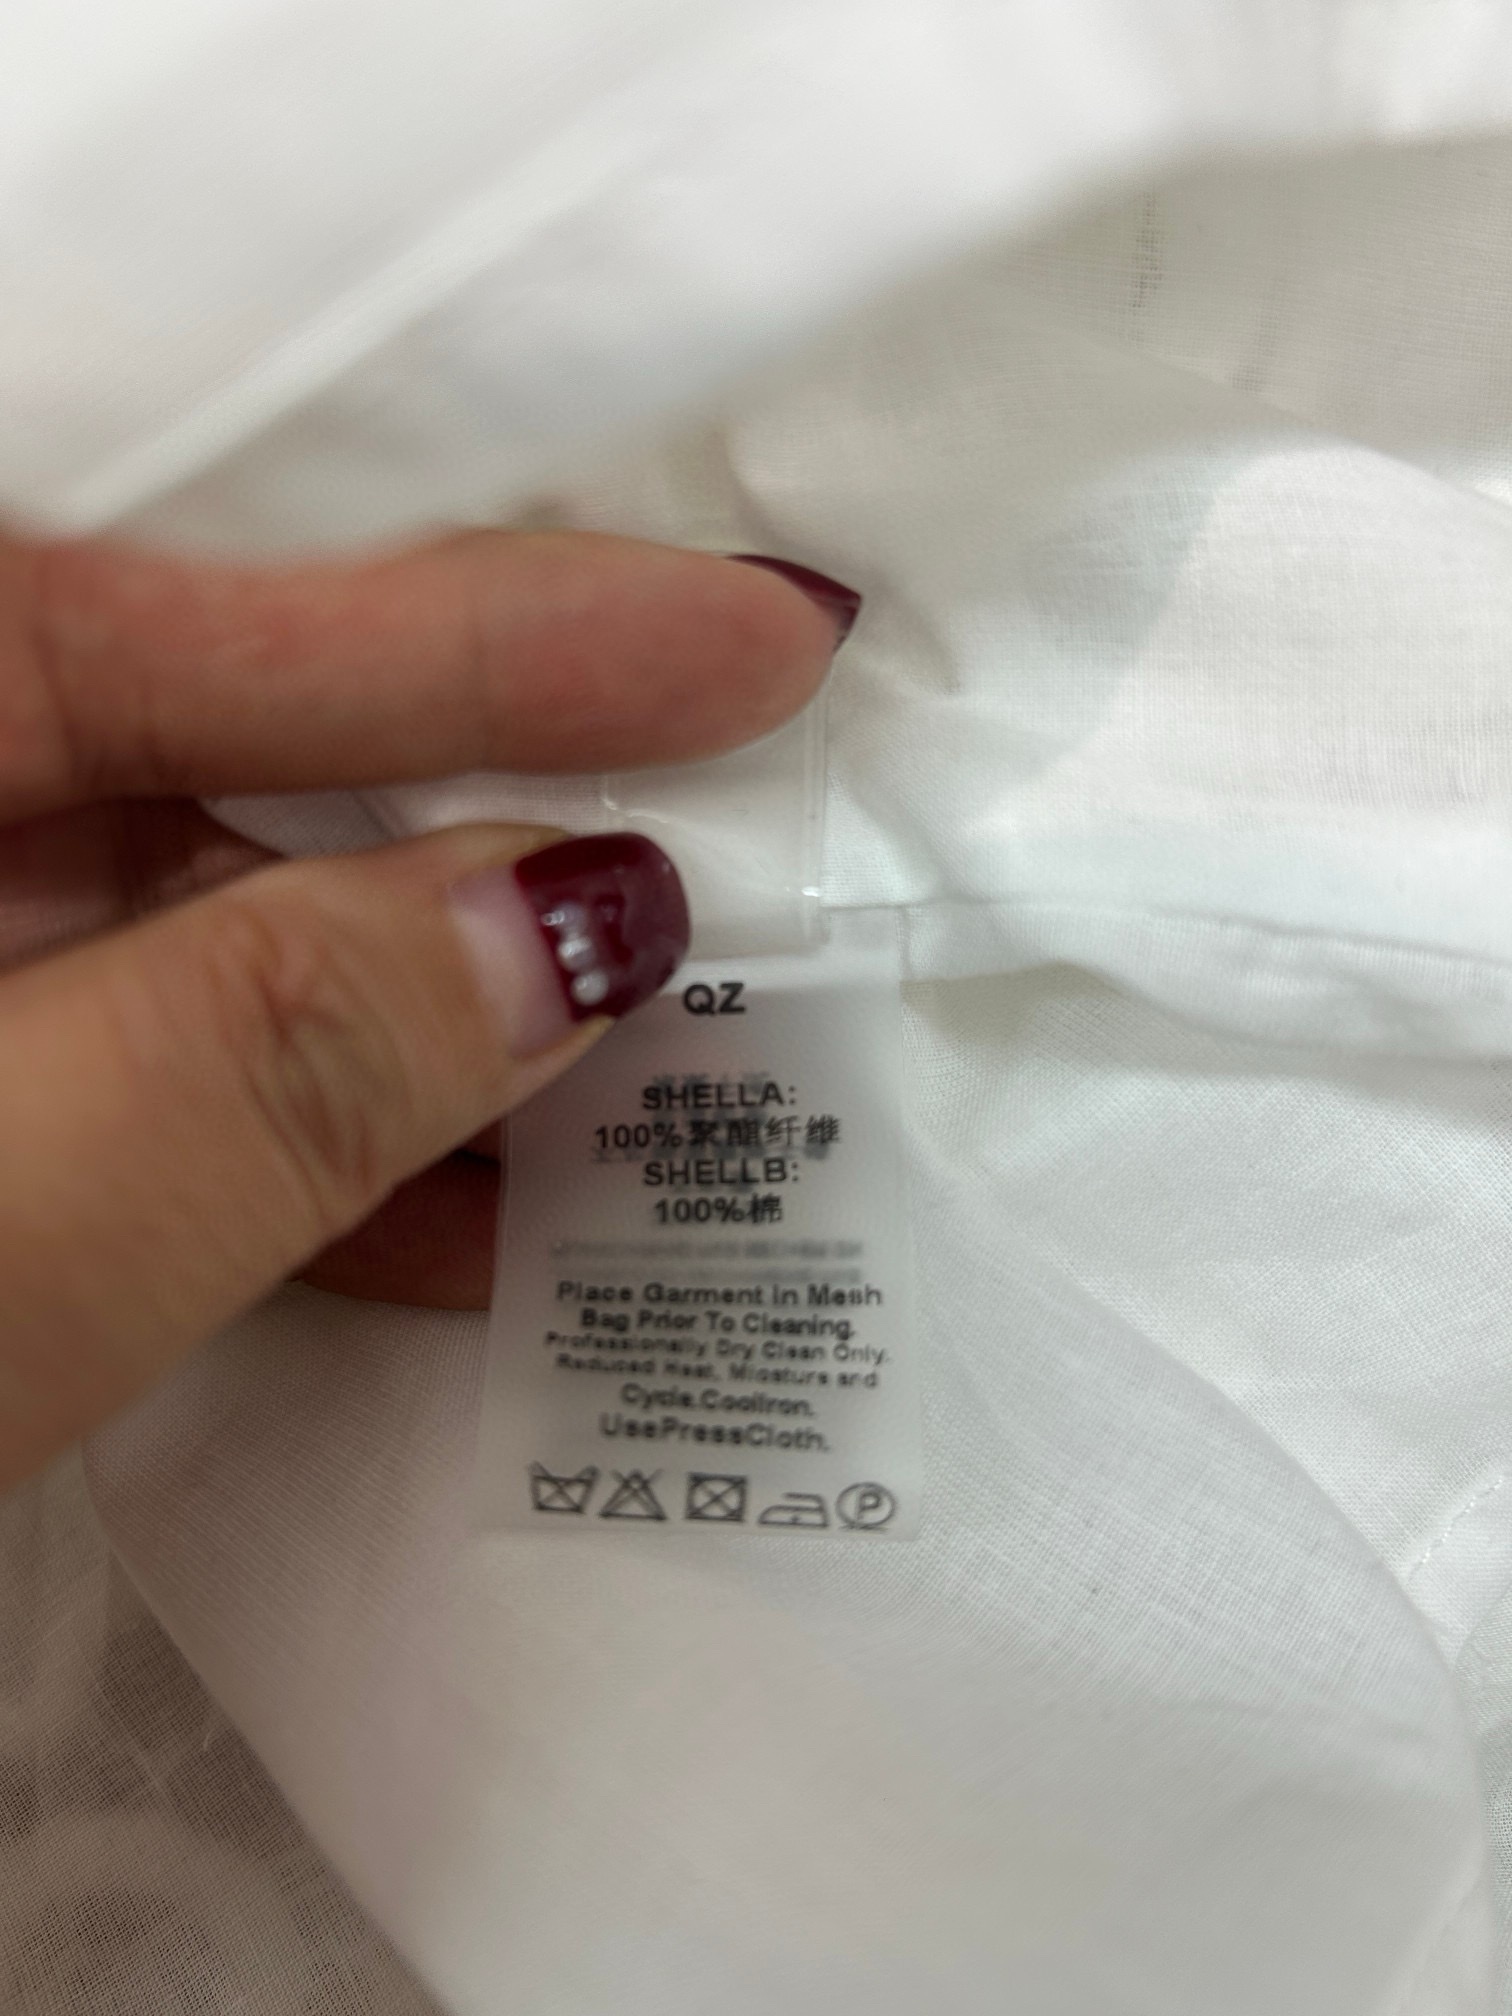 QZ
SHELLA:
100%聚酯纤维
SHELLB:
100%棉
Place Garment In Mesh
Bag Prior To Cleaning.
Professionally Dry Clean Only.
Reduced Heat, Miosture and
Cycle.CoolIron.
UsePressCloth.
P